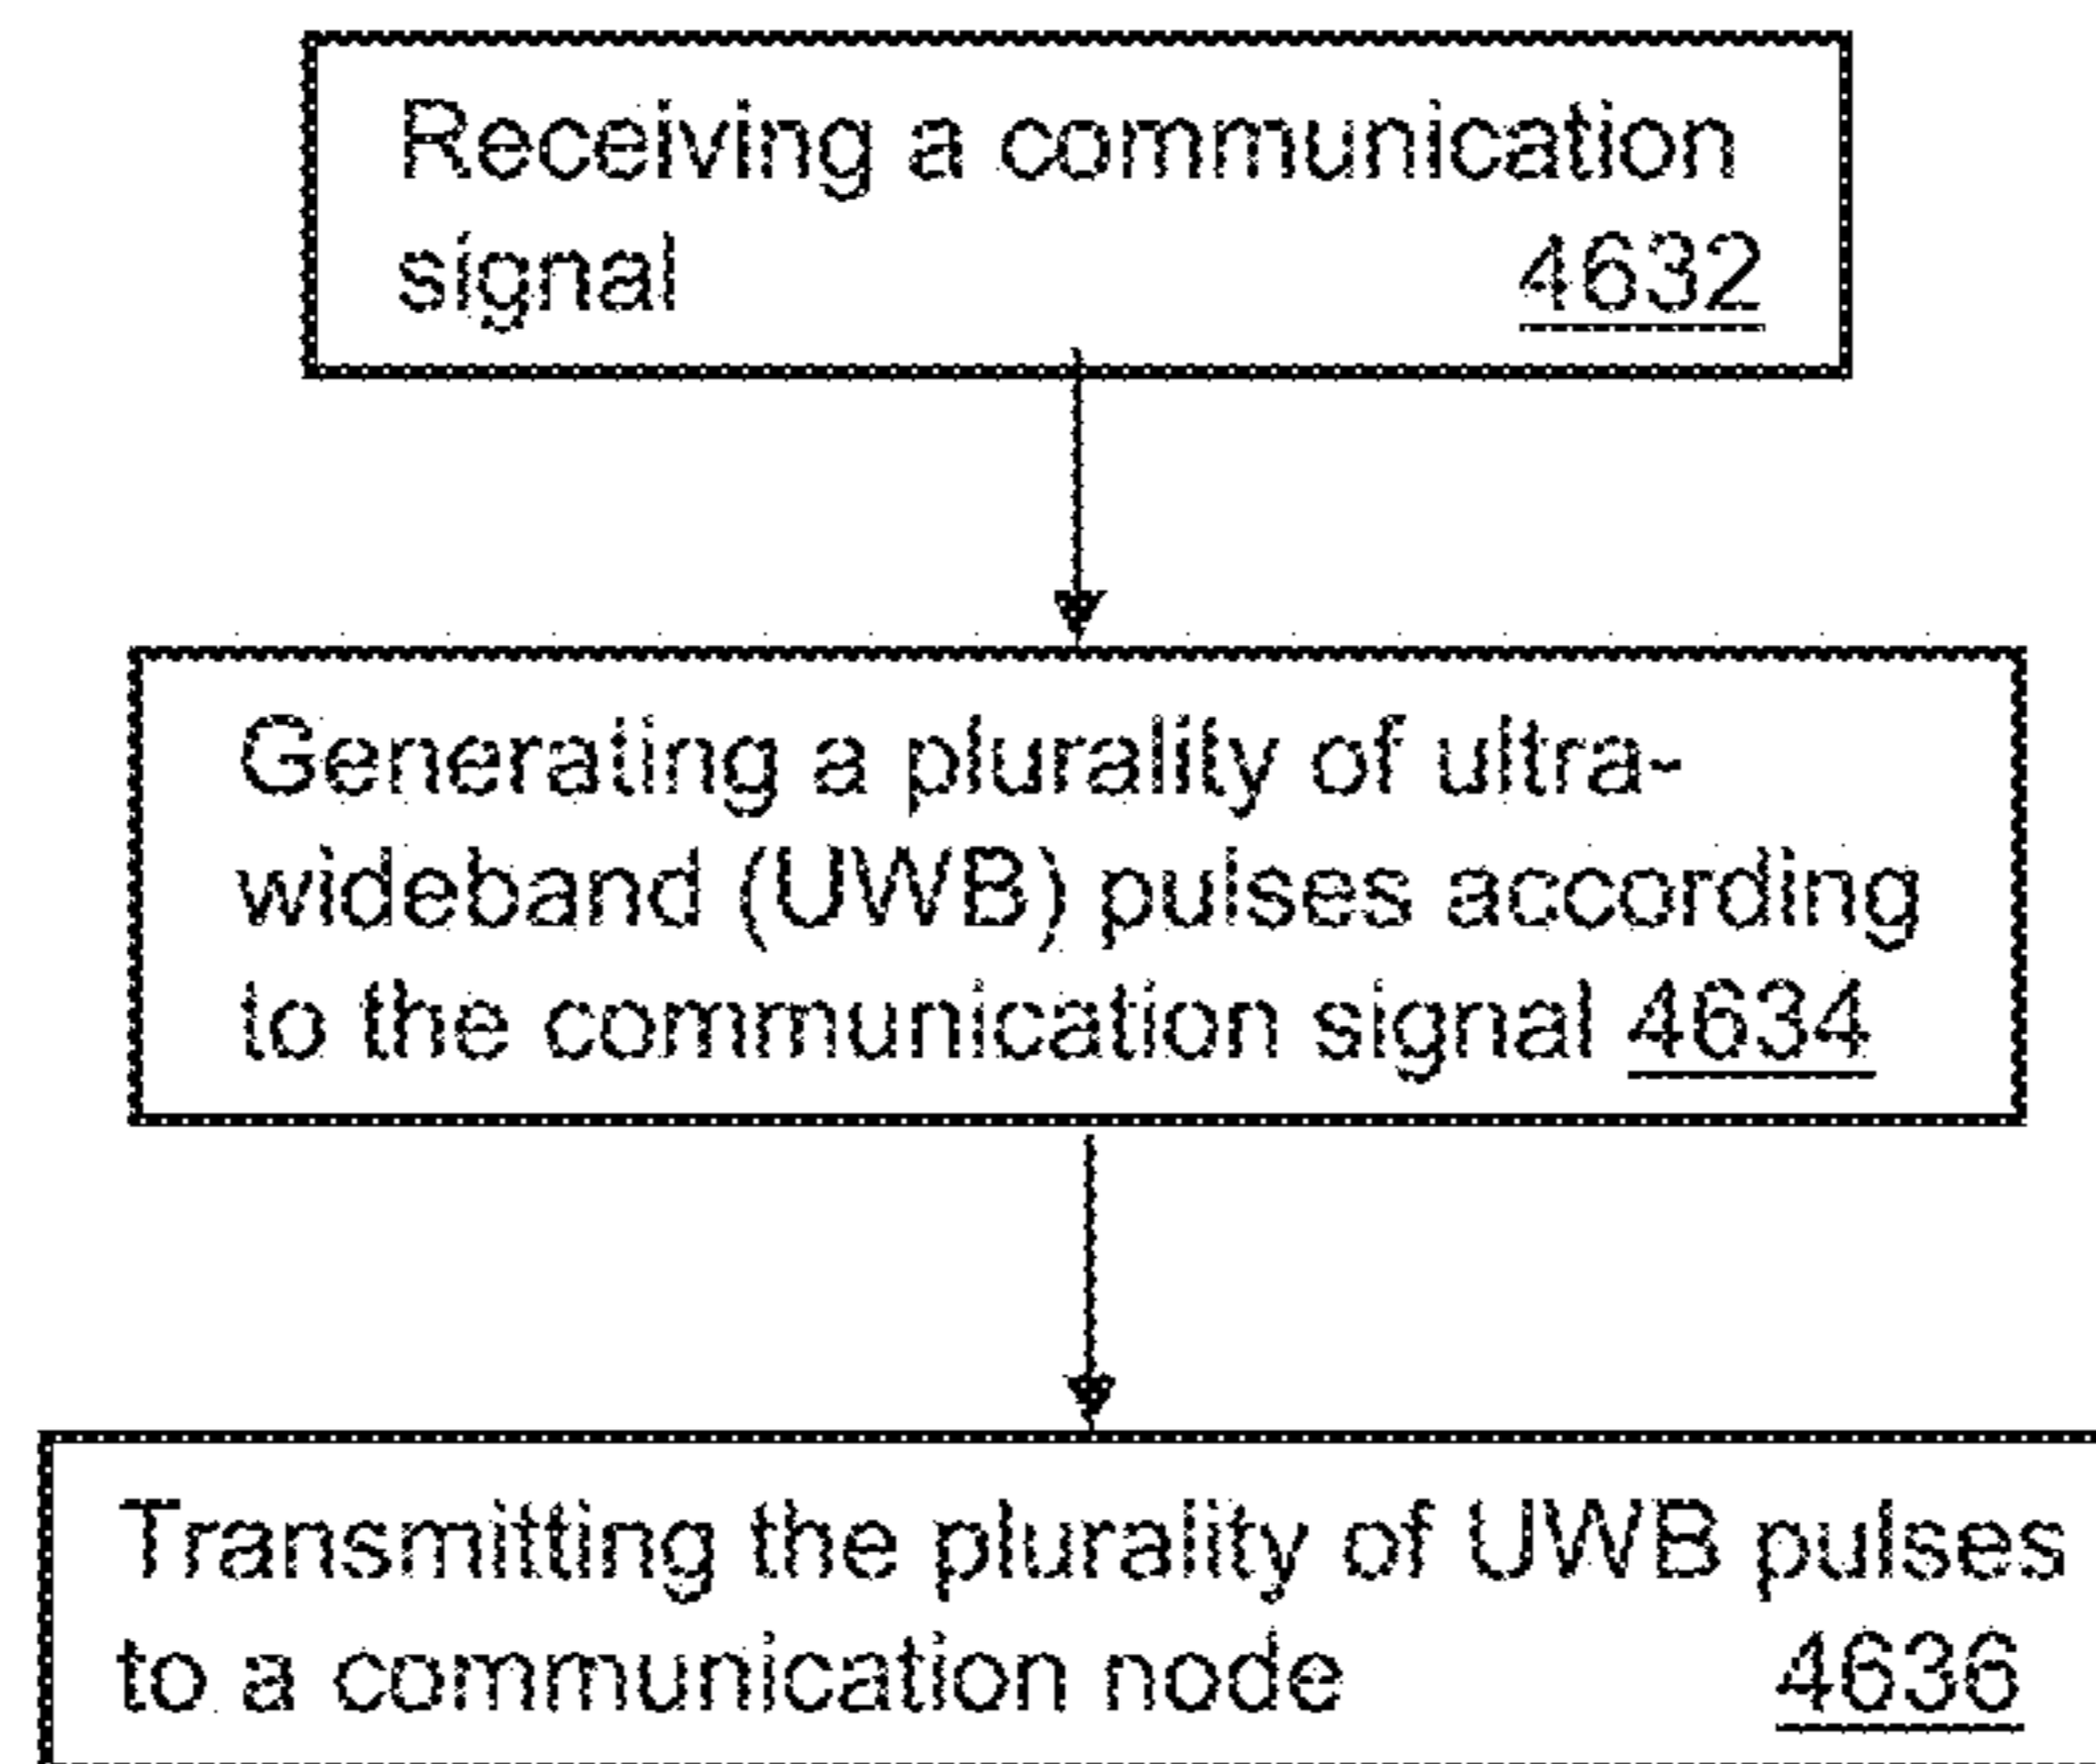 Receiving a communication
signal 4632
Generating a plurality of ultra-
wideband (UWB) pulses according
to the communication signal 4634
Transmitting the plurality of UWB pulses
to a communication node 4636